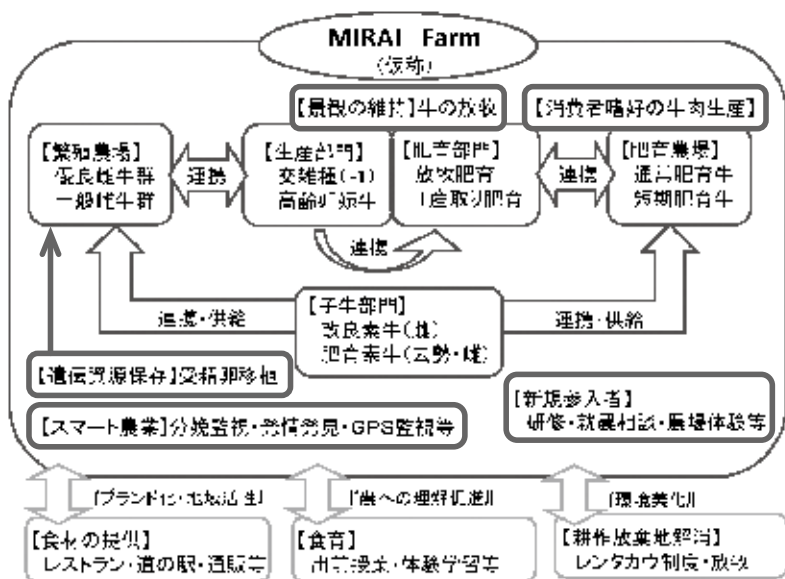 MIRAI Farm
(仮称)
【景観の維持】牛の放牧
【消費者嗜好の牛肉生産】
【繁殖農場】
優良雌牛群
一般雌牛群
連携
【生産部門】
交雑種(F1)
高齢妊娠牛
【肥育部門】
放牧肥育
1産取り肥育
連携
【肥育農場】
通常肥育牛
短期肥育牛
連携
【子牛部門】
改良素牛(雌)
肥育素牛(去勢・雌)
連携・供給
連携・供給
【遺伝資源保存】受精卵移植
【スマート農業】分娩監視・発情発見・GPS監視等
【新規参入者】
研修・就農相談・農場体験等
『ブランド化・地域活性』
『農への理解促進』
『環境美化』
【食材の提供】
レストラン・道の駅・通販等
【食育】
出前授業・体験学習等
【耕作放棄地解消】
レンタカウ制度・放牧